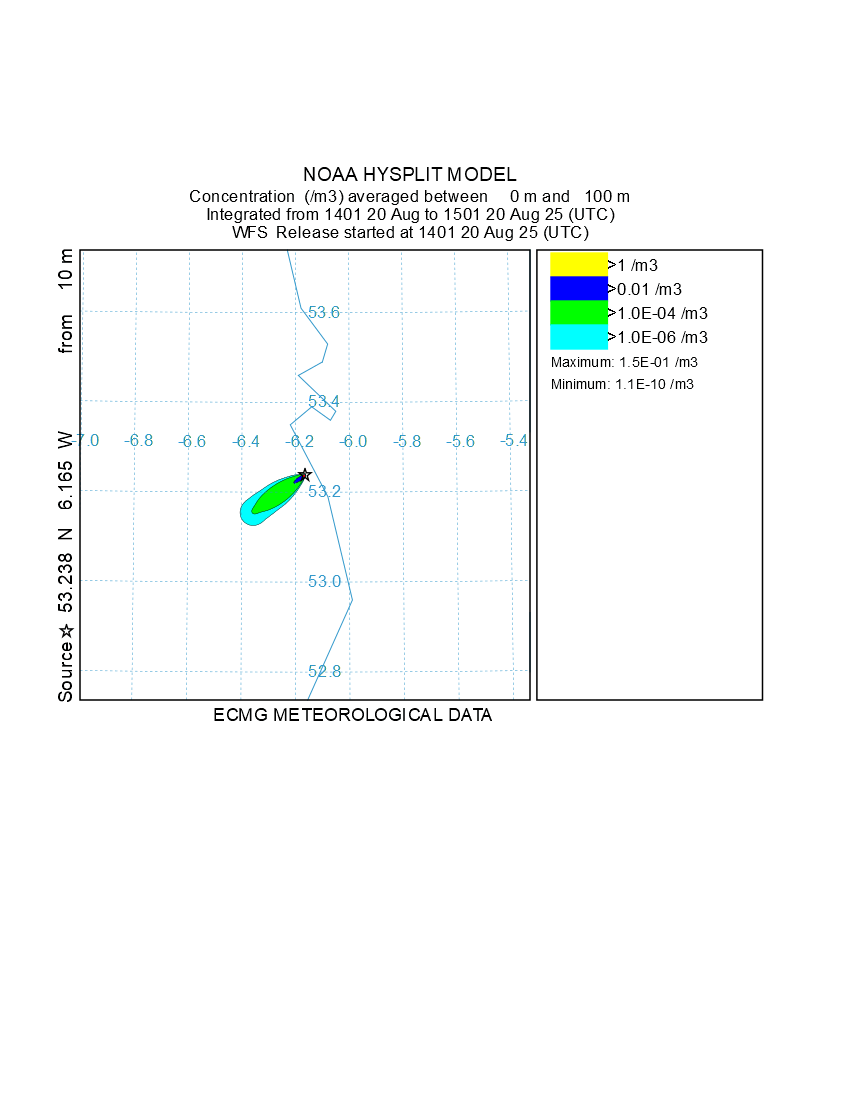 NOAA HYSPLIT MODEL
Concentration (/m3) averaged between 0 m and 100 m
Integrated from 1401 20 Aug to 1501 20 Aug 25 (UTC)
WFS Release started at 1401 20 Aug 25 (UTC)
Source ☆ 53.238 N 6.165 W from 10 m
53.6
53.4
-7.0 -6.8 -6.6 -6.4 -6.2 -6.0 -5.8 -5.6 -5.4
53.2
53.0
52.8
>1 /m3
>0.01 /m3
>1.0E-04 /m3
>1.0E-06 /m3
Maximum: 1.5E-01 /m3
Minimum: 1.1E-10 /m3
ECMG METEOROLOGICAL DATA